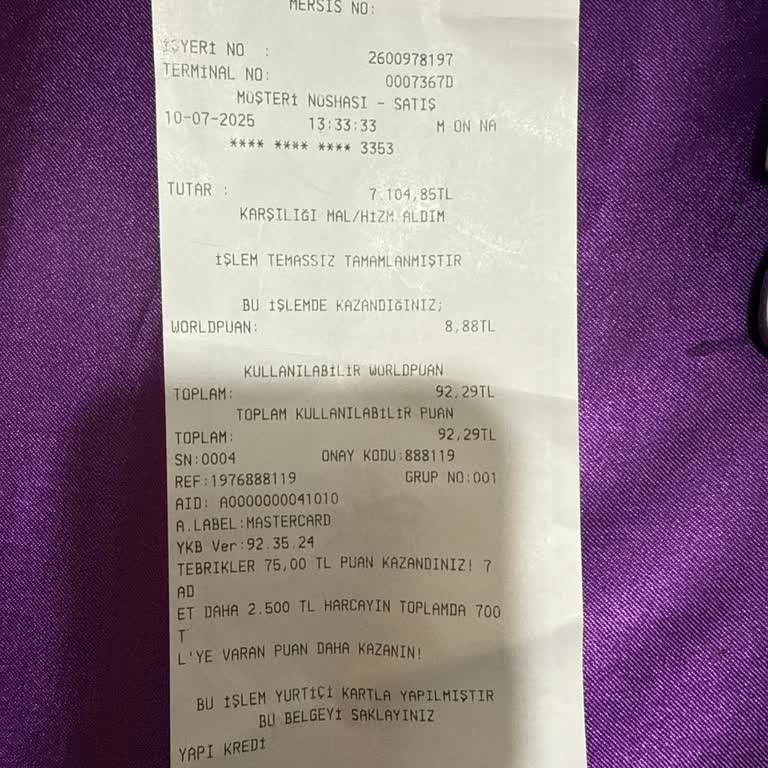 MERSİS NO:
İŞYERİ NO : 2600978197
TERMİNAL NO: 0007367D
MÜŞTERİ NÜSHASI - SATIŞ
10-07-2025 13:33:33 M ON NA
**** **** **** 3353
TUTAR : 7.104,85TL
KARŞILIĞI MAL/HİZM ALDIM
İŞLEM TEMASSIZ TAMAMLANMIŞTIR
BU İŞLEMDE KAZANDIĞINIZ;
WORLDPUAN: 8,88TL
KULLANILABİLİR WORLDPUAN
TOPLAM: 92,29TL
TOPLAM KULLANILABİLİR PUAN
TOPLAM: 92,29TL
SN:0004 ONAY KODU:888119
REF:1976888119 GRUP NO:001
AID: A0000000041010
A.LABEL:MASTERCARD
YKB Ver:92.35.24
TEBRIKLER 75,00 TL PUAN KAZANDINIZ! 7
AD
ET DAHA 2.500 TL HARCAYIN TOPLAMDA 700
T
L'YE VARAN PUAN DAHA KAZANIN!
BU İŞLEM YURTİÇİ KARTLA YAPILMIŞTIR
BU BELGEYİ SAKLAYINIZ
YAPI KREDİ